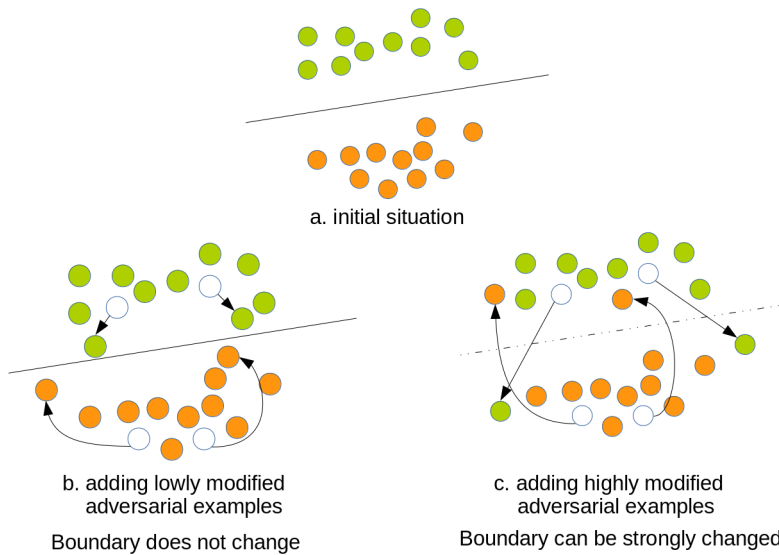 a. initial situation
b. adding lowly modified
adversarial examples
Boundary does not change
c. adding highly modified
adversarial examples
Boundary can be strongly changed